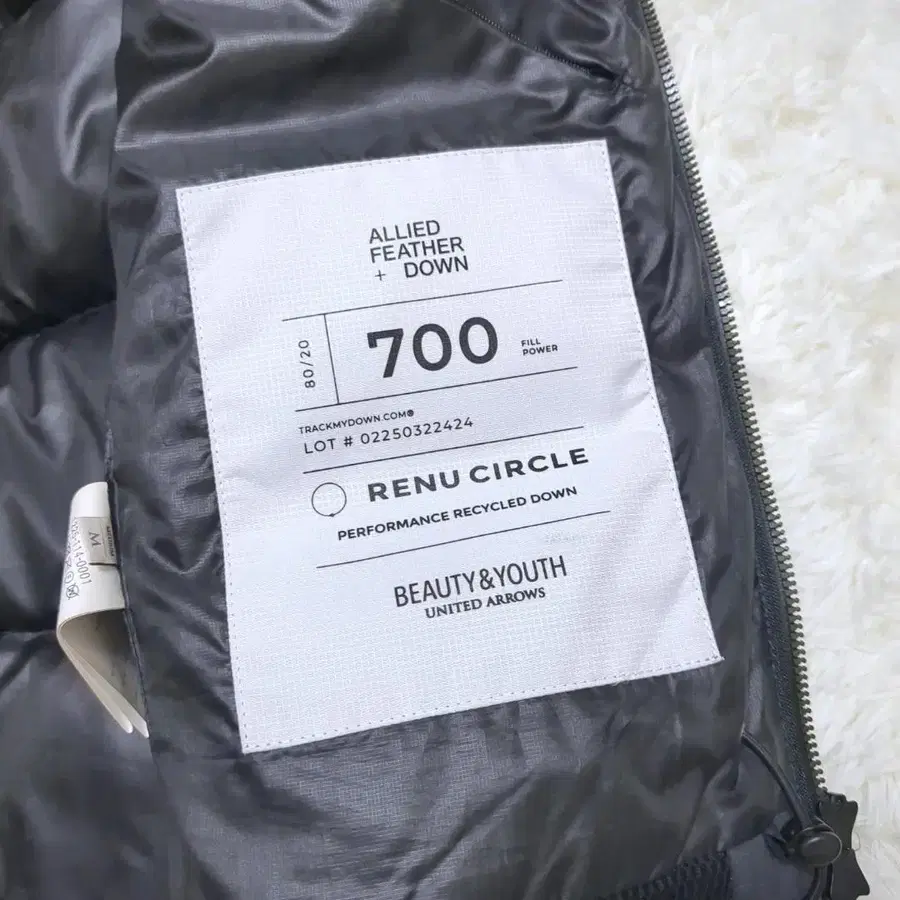 ALLIED
FEATHER
+ DOWN
80/20
700
FILL
POWER
TRACKMYDOWN.COM®
LOT # 02250322424
RENU CIRCLE
PERFORMANCE RECYCLED DOWN
BEAUTY&YOUTH
UNITED ARROWS
M